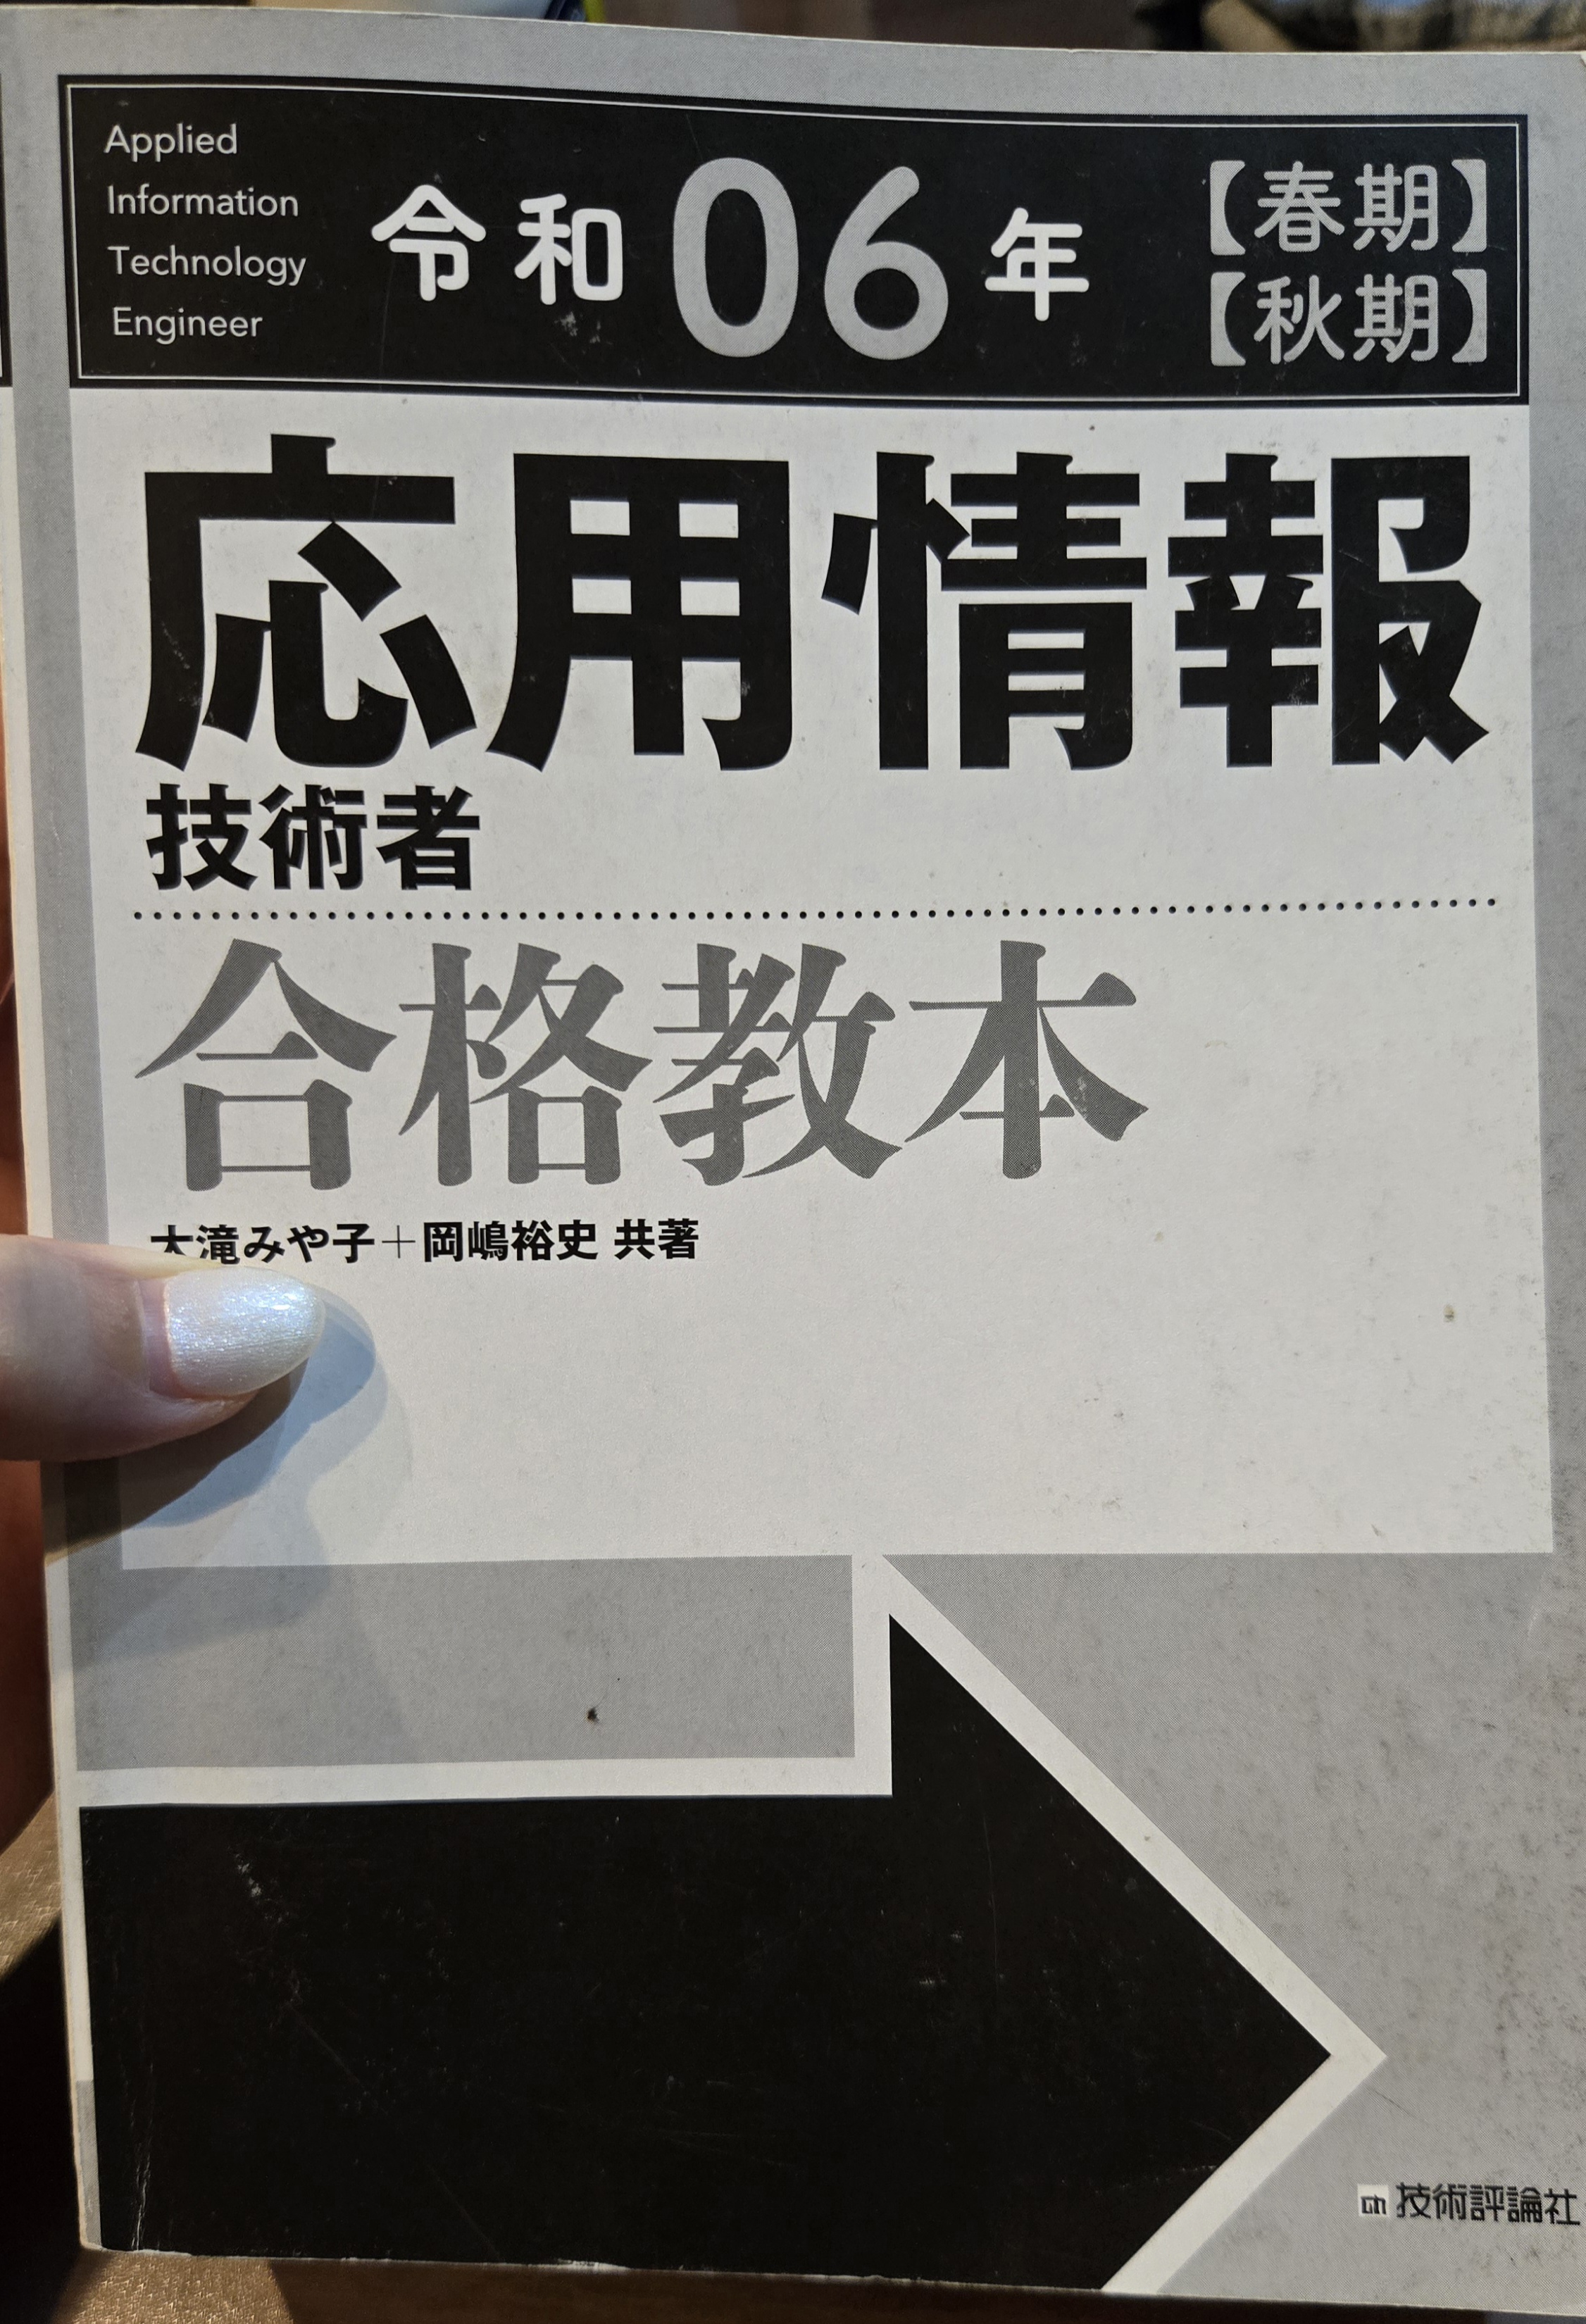 Applied
Information
Technology
Engineer
令和06年
【春期】
【秋期】
応用情報
技術者
合格教本
大滝みや子+岡嶋裕史 共著
技術評論社